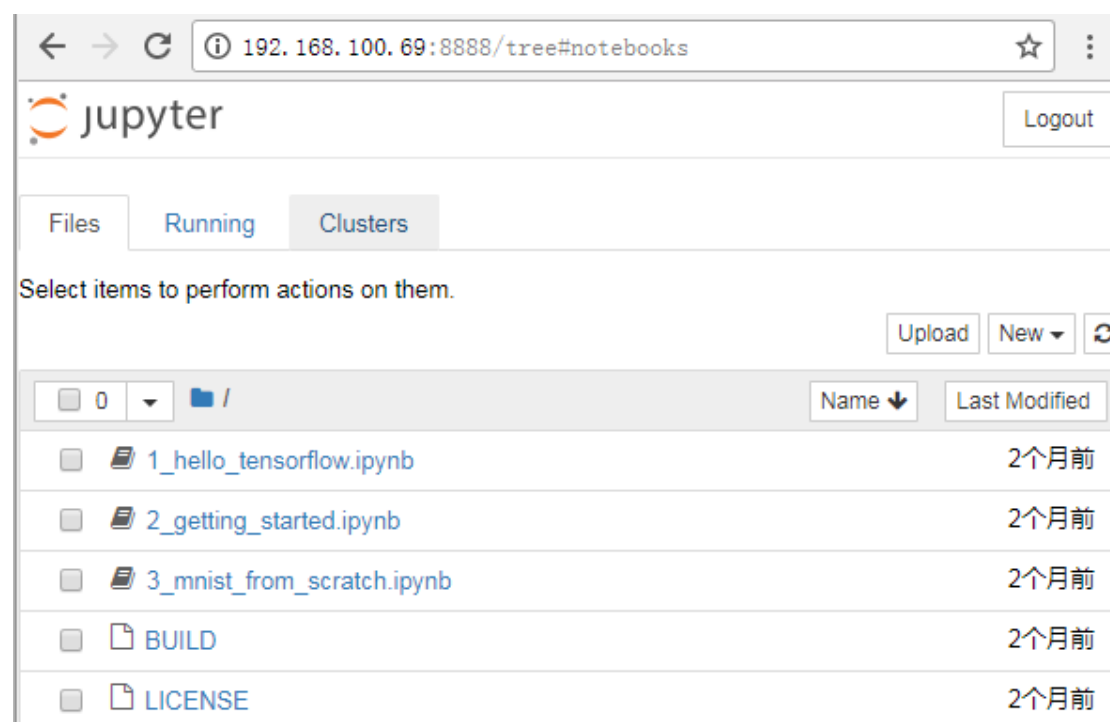 192.168.100.69:8888/tree#notebooks
jupyter
Logout
Files Running Clusters
Select items to perform actions on them.
Upload New
0 / Name Last Modified
1_hello_tensorflow.ipynb 2个月前
2_getting_started.ipynb 2个月前
3_mnist_from_scratch.ipynb 2个月前
BUILD 2个月前
LICENSE 2个月前